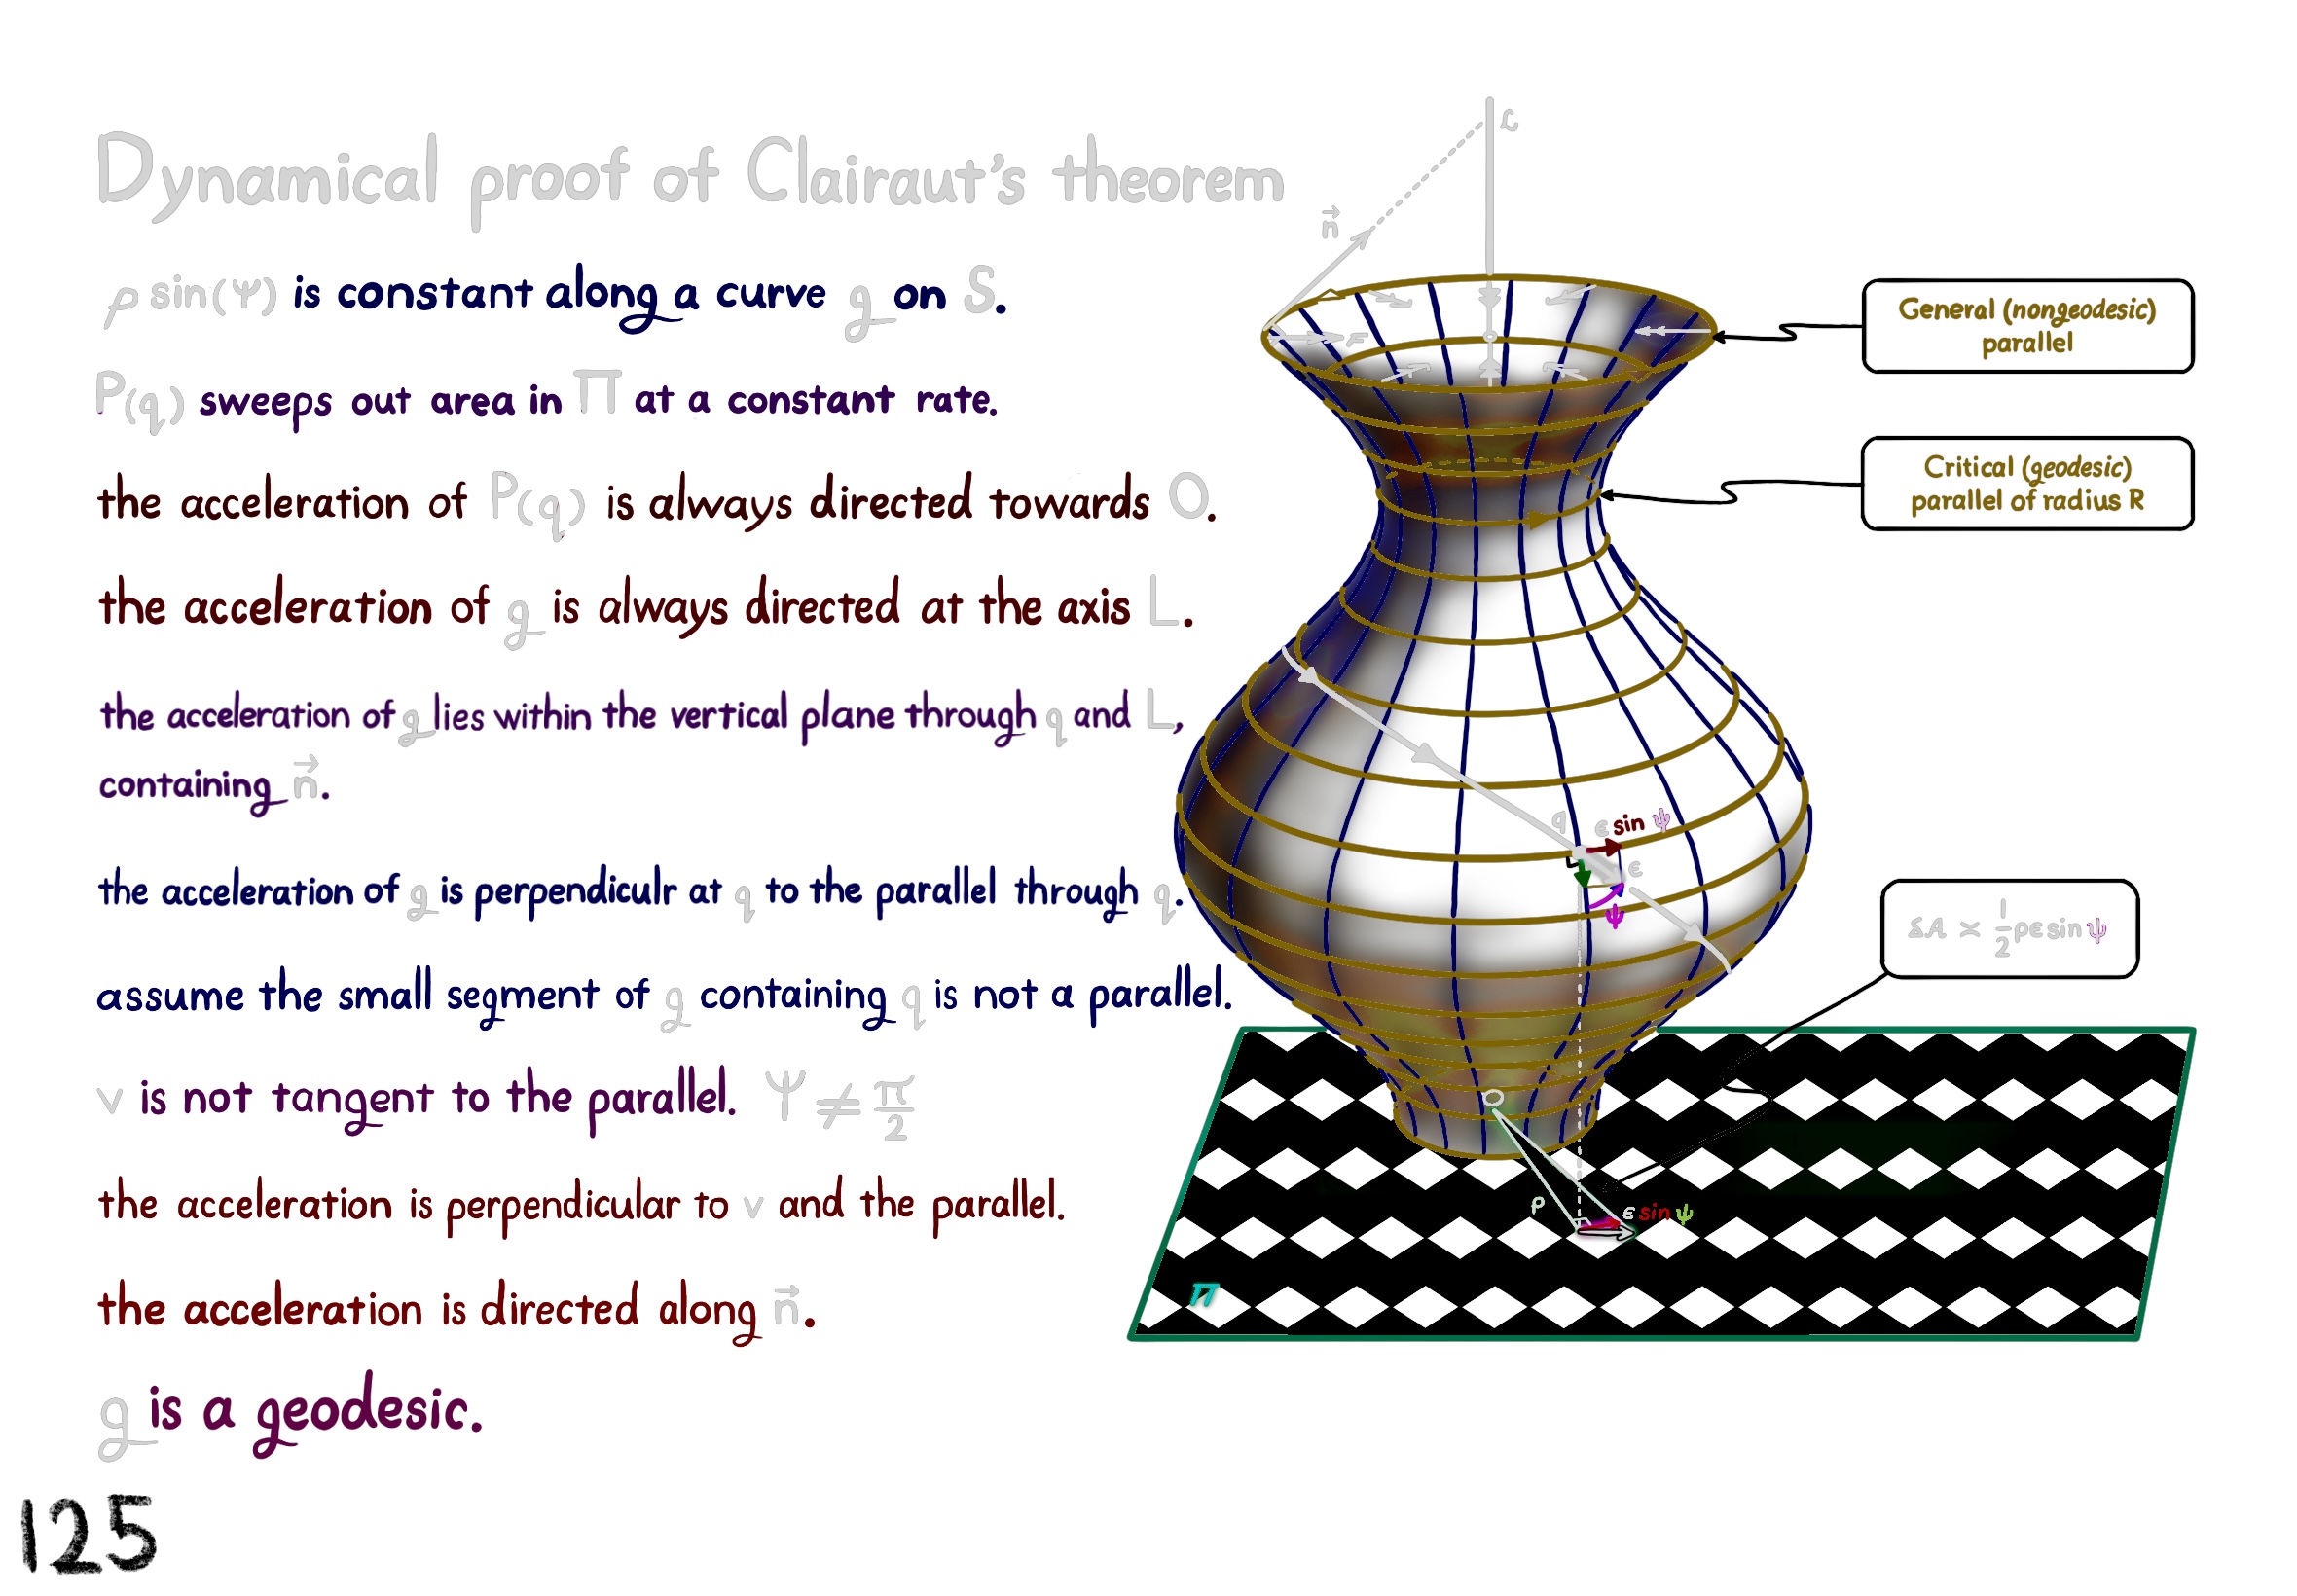 Dynamical proof of Clairaut's theorem
ρ sin(Ψ) is constant along a curve g on S.
P(q) sweeps out area in Π at a constant rate.
the acceleration of P(q) is always directed towards O.
the acceleration of g is always directed at the axis L.
the acceleration of g lies within the vertical plane through q and L,
containing n⃗.
the acceleration of g is perpendiculr at q to the parallel through q.
assume the small segment of g containing q is not a parallel.
v is not tangent to the parallel. Ψ ≠ π/2
the acceleration is perpendicular to v and the parallel.
the acceleration is directed along n⃗.
g is a geodesic.
125
L
n⃗
F
General (nongeodesic)
parallel
Critical (geodesic)
parallel of radius R
q
ϵ sin ψ
ϵ
ψ
δA ≍ 1/2 ρϵ sin ψ
O
ρ
ϵ sin ψ
Π